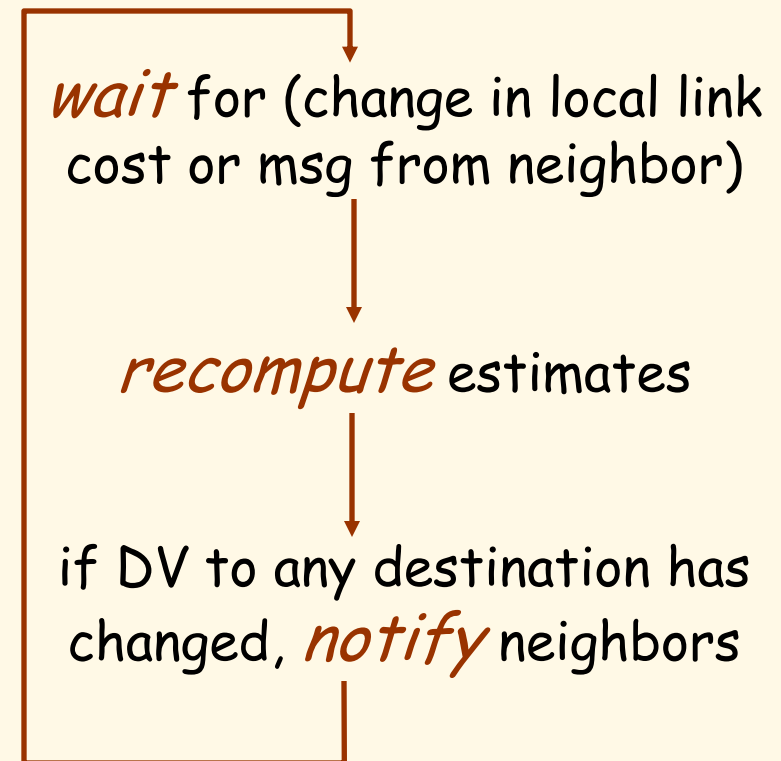 wait for (change in local link
cost or msg from neighbor)
recompute estimates
if DV to any destination has
changed, notify neighbors